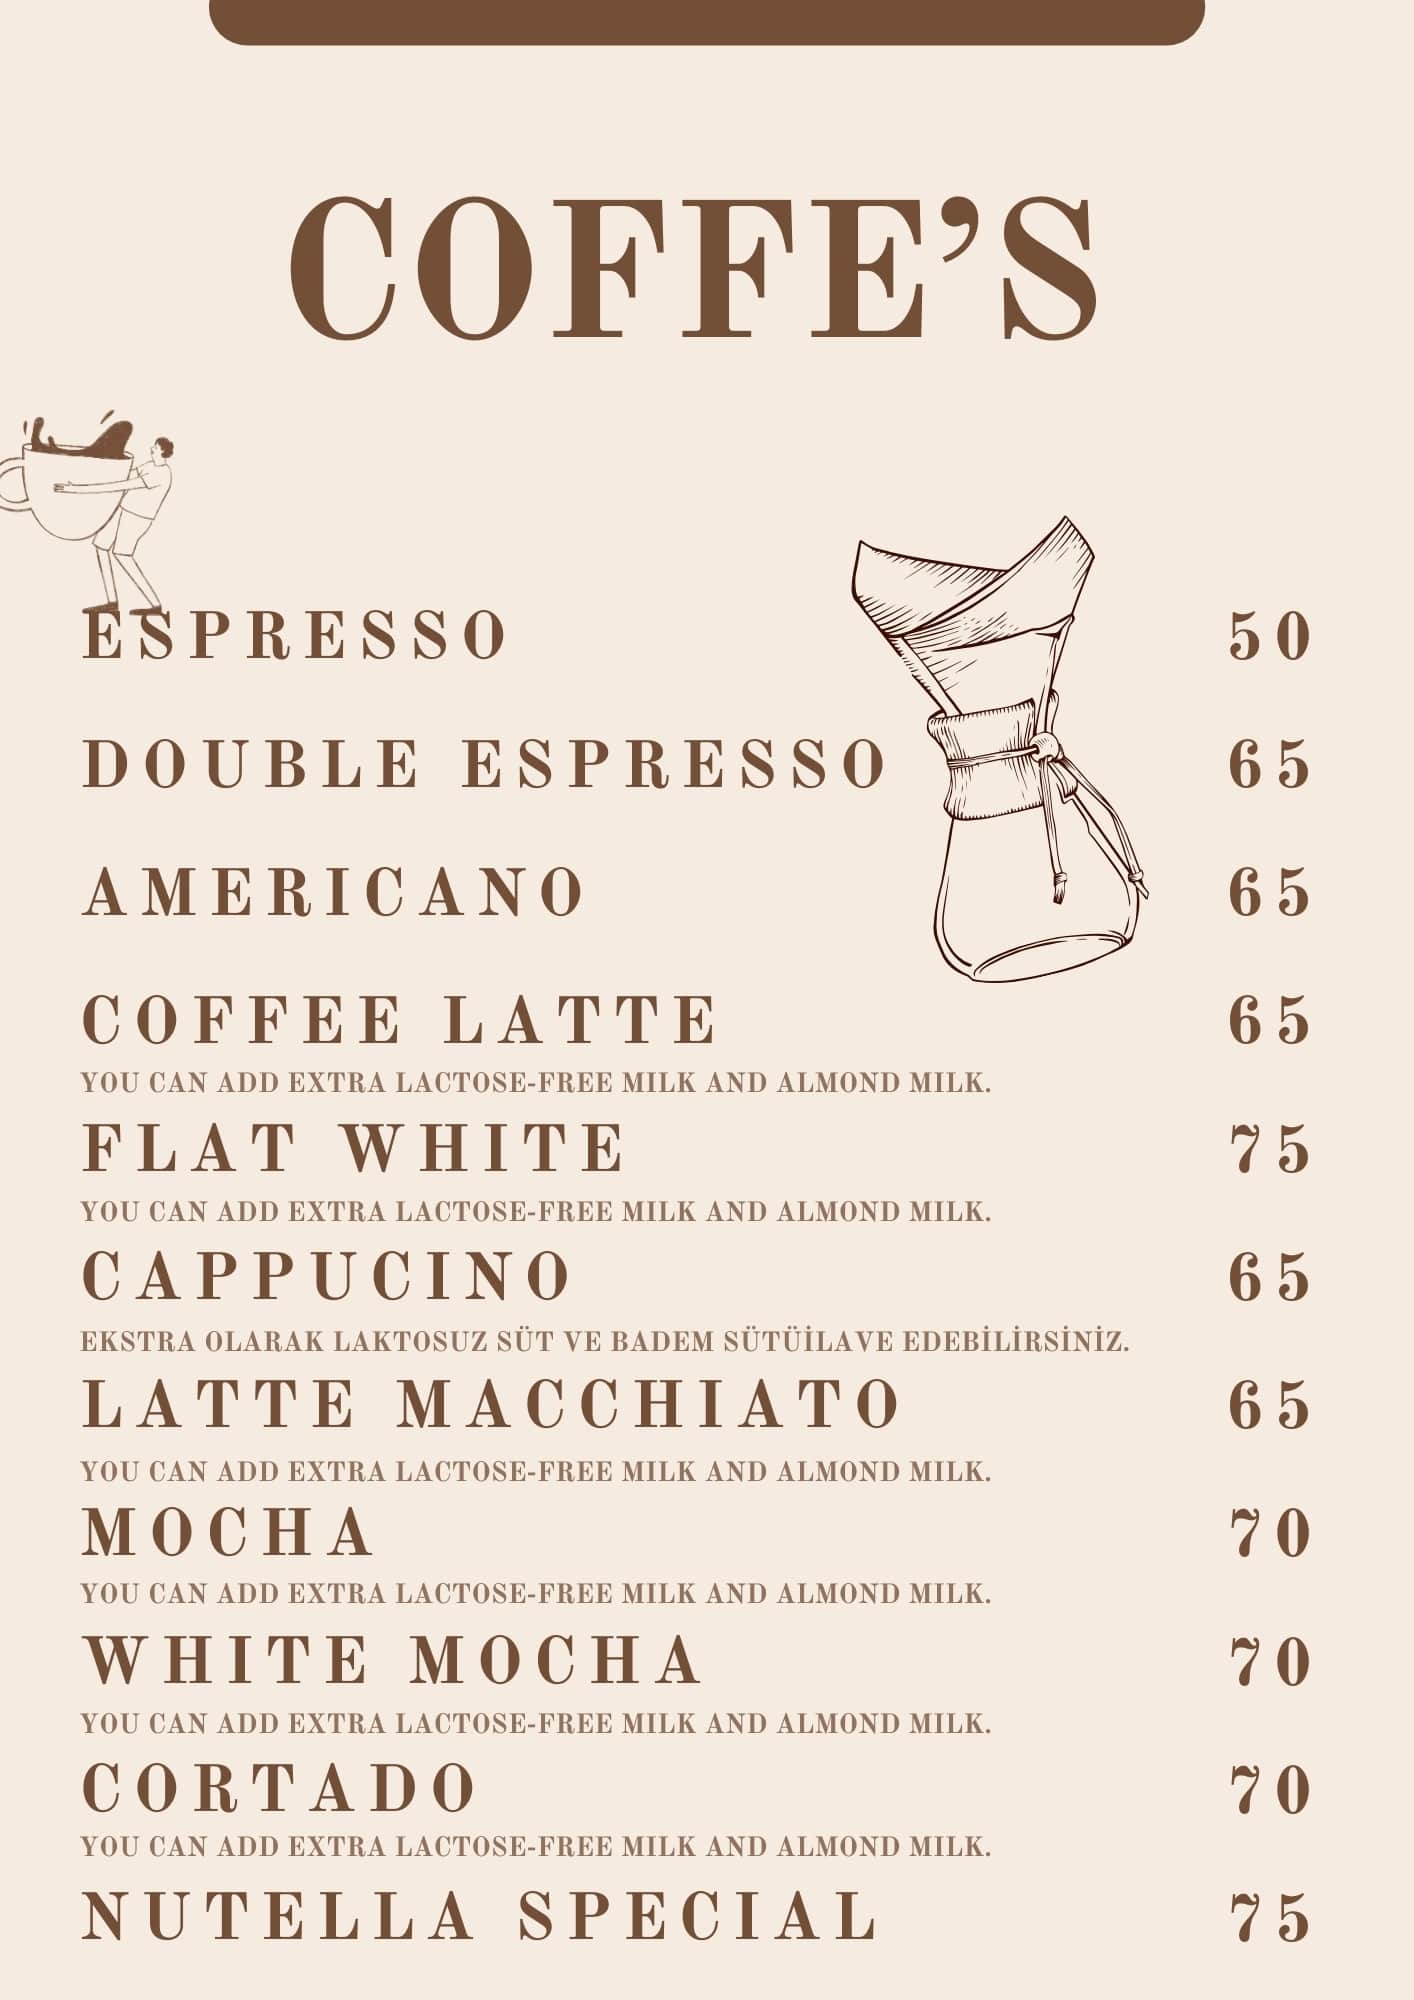 COFFE’S
ESPRESSO 50
DOUBLE ESPRESSO 65
AMERICANO 65
COFFEE LATTE 65
YOU CAN ADD EXTRA LACTOSE-FREE MILK AND ALMOND MILK.
FLAT WHITE 75
YOU CAN ADD EXTRA LACTOSE-FREE MILK AND ALMOND MILK.
CAPPUCINO 65
EKSTRA OLARAK LAKTOSUZ SÜT VE BADEM SÜTÜİLAVE EDEBİLİRSİNİZ.
LATTE MACCHIATO 65
YOU CAN ADD EXTRA LACTOSE-FREE MILK AND ALMOND MILK.
MOCHA 70
YOU CAN ADD EXTRA LACTOSE-FREE MILK AND ALMOND MILK.
WHITE MOCHA 70
YOU CAN ADD EXTRA LACTOSE-FREE MILK AND ALMOND MILK.
CORTADO 70
YOU CAN ADD EXTRA LACTOSE-FREE MILK AND ALMOND MILK.
NUTELLA SPECIAL 75